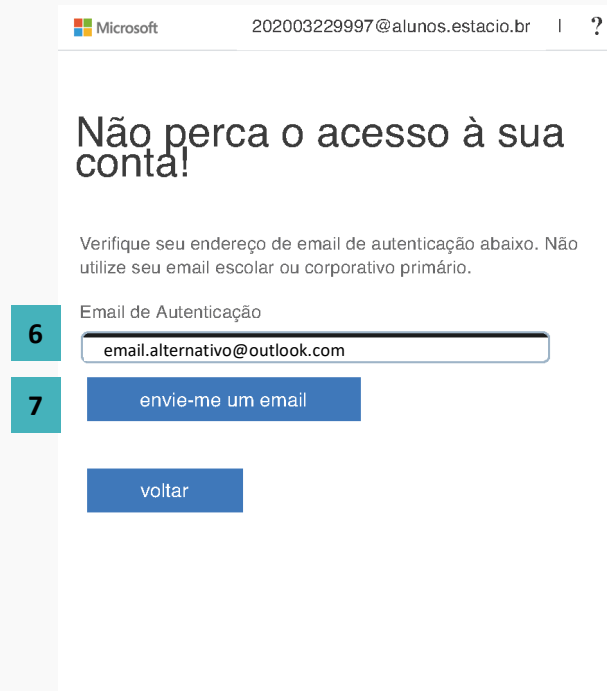 Microsoft 202003229997@alunos.estacio.br | ?
Não perca o acesso à sua
conta!
Verifique seu endereço de email de autenticação abaixo. Não
utilize seu email escolar ou corporativo primário.
Email de Autenticação
6 email.alternativo@outlook.com
7 envie-me um email
voltar